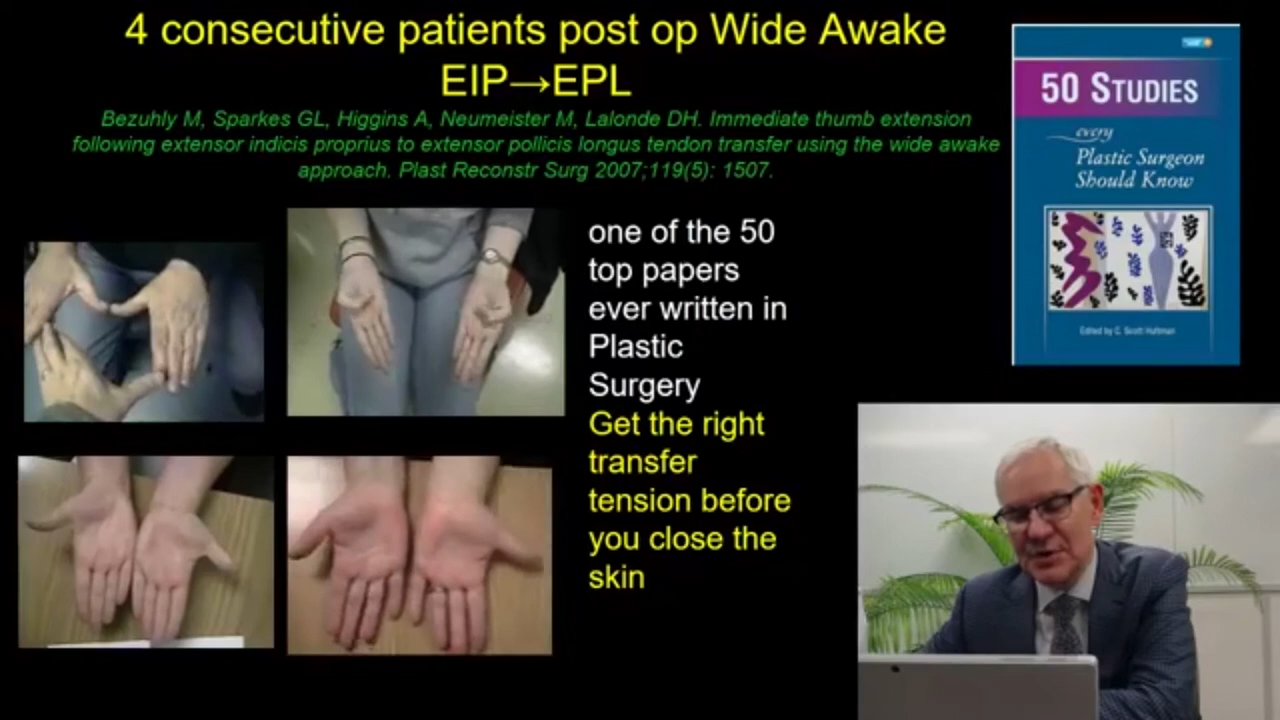 4 consecutive patients post op Wide Awake
EIP→EPL
Bezuhly M, Sparkes GL, Higgins A, Neumeister M, Lalonde DH. Immediate thumb extension
following extensor indicis proprius to extensor pollicis longus tendon transfer using the wide awake
approach. Plast Reconstr Surg 2007;119(5): 1507.
one of the 50
top papers
ever written in
Plastic
Surgery
Get the right
transfer
tension before
you close the
skin
50 STUDIES
every
Plastic Surgeon
Should Know
Edited by C. Scott Hultman